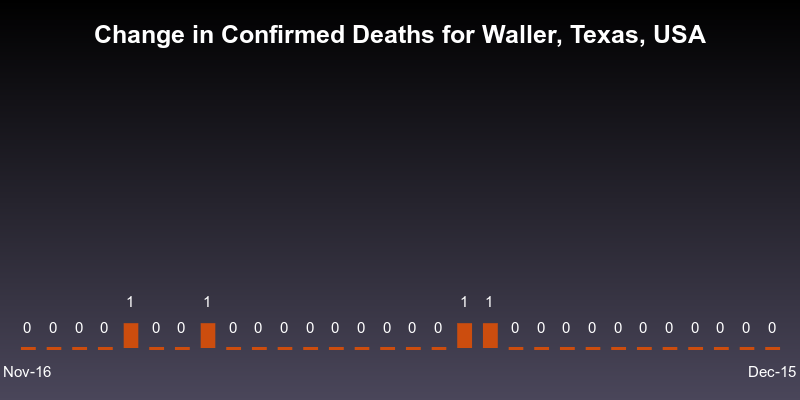 Change in Confirmed Deaths for Waller, Texas, USA
1 1 1 1
0 0 0 0 0 0 0 0 0 0 0 0 0 0 0 0 0 0 0 0 0 0 0 0 0 0
Nov-16 Dec-15